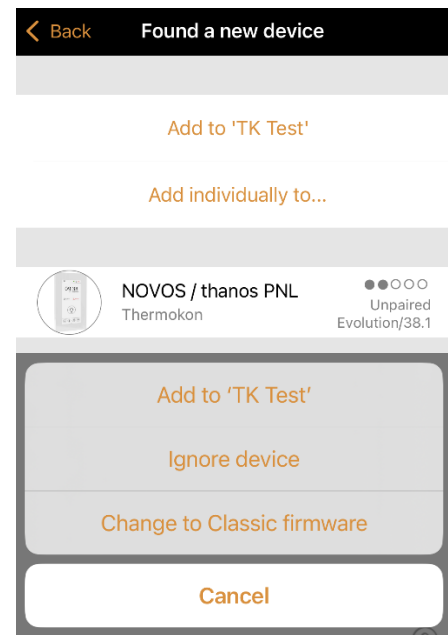 Back
Found a new device
Add to 'TK Test'
Add individually to...
NOVOS / thanos PNL
Thermokon
Unpaired
Evolution/38.1
Add to ‘TK Test’
Ignore device
Change to Classic firmware
Cancel